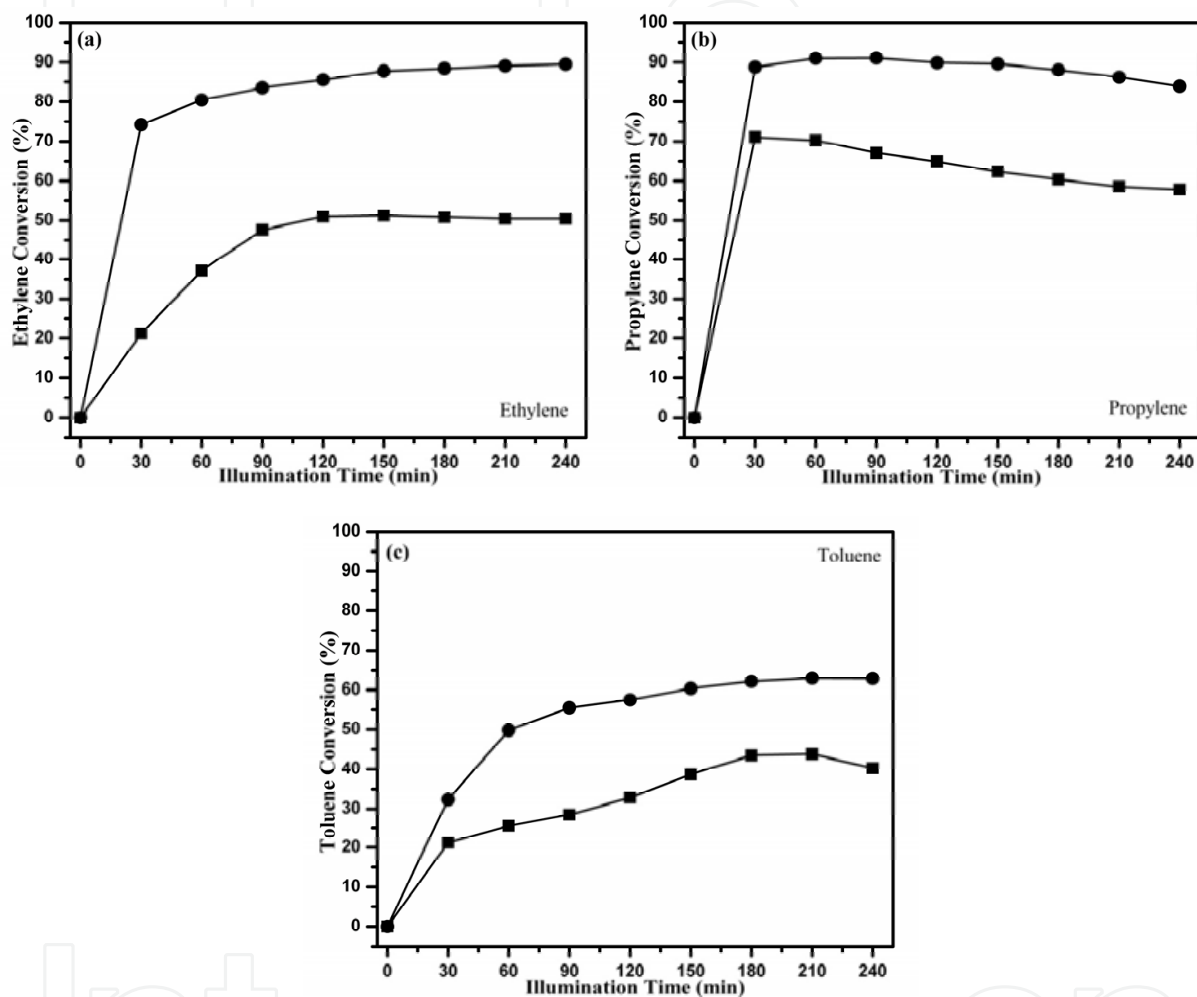 (a)
100
90
80
70
60
50
40
30
20
10
0
Ethylene Conversion (%)
Ethylene
0 30 60 90 120 150 180 210 240
Illumination Time (min)
(b)
100
90
80
70
60
50
40
30
20
10
0
Propylene Conversion (%)
Propylene
0 30 60 90 120 150 180 210 240
Illumination Time (min)
(c)
Toluene
100
90
80
70
60
50
40
30
20
10
0
Toluene Conversion (%)
0 30 60 90 120 150 180 210 240
Illumination Time (min)